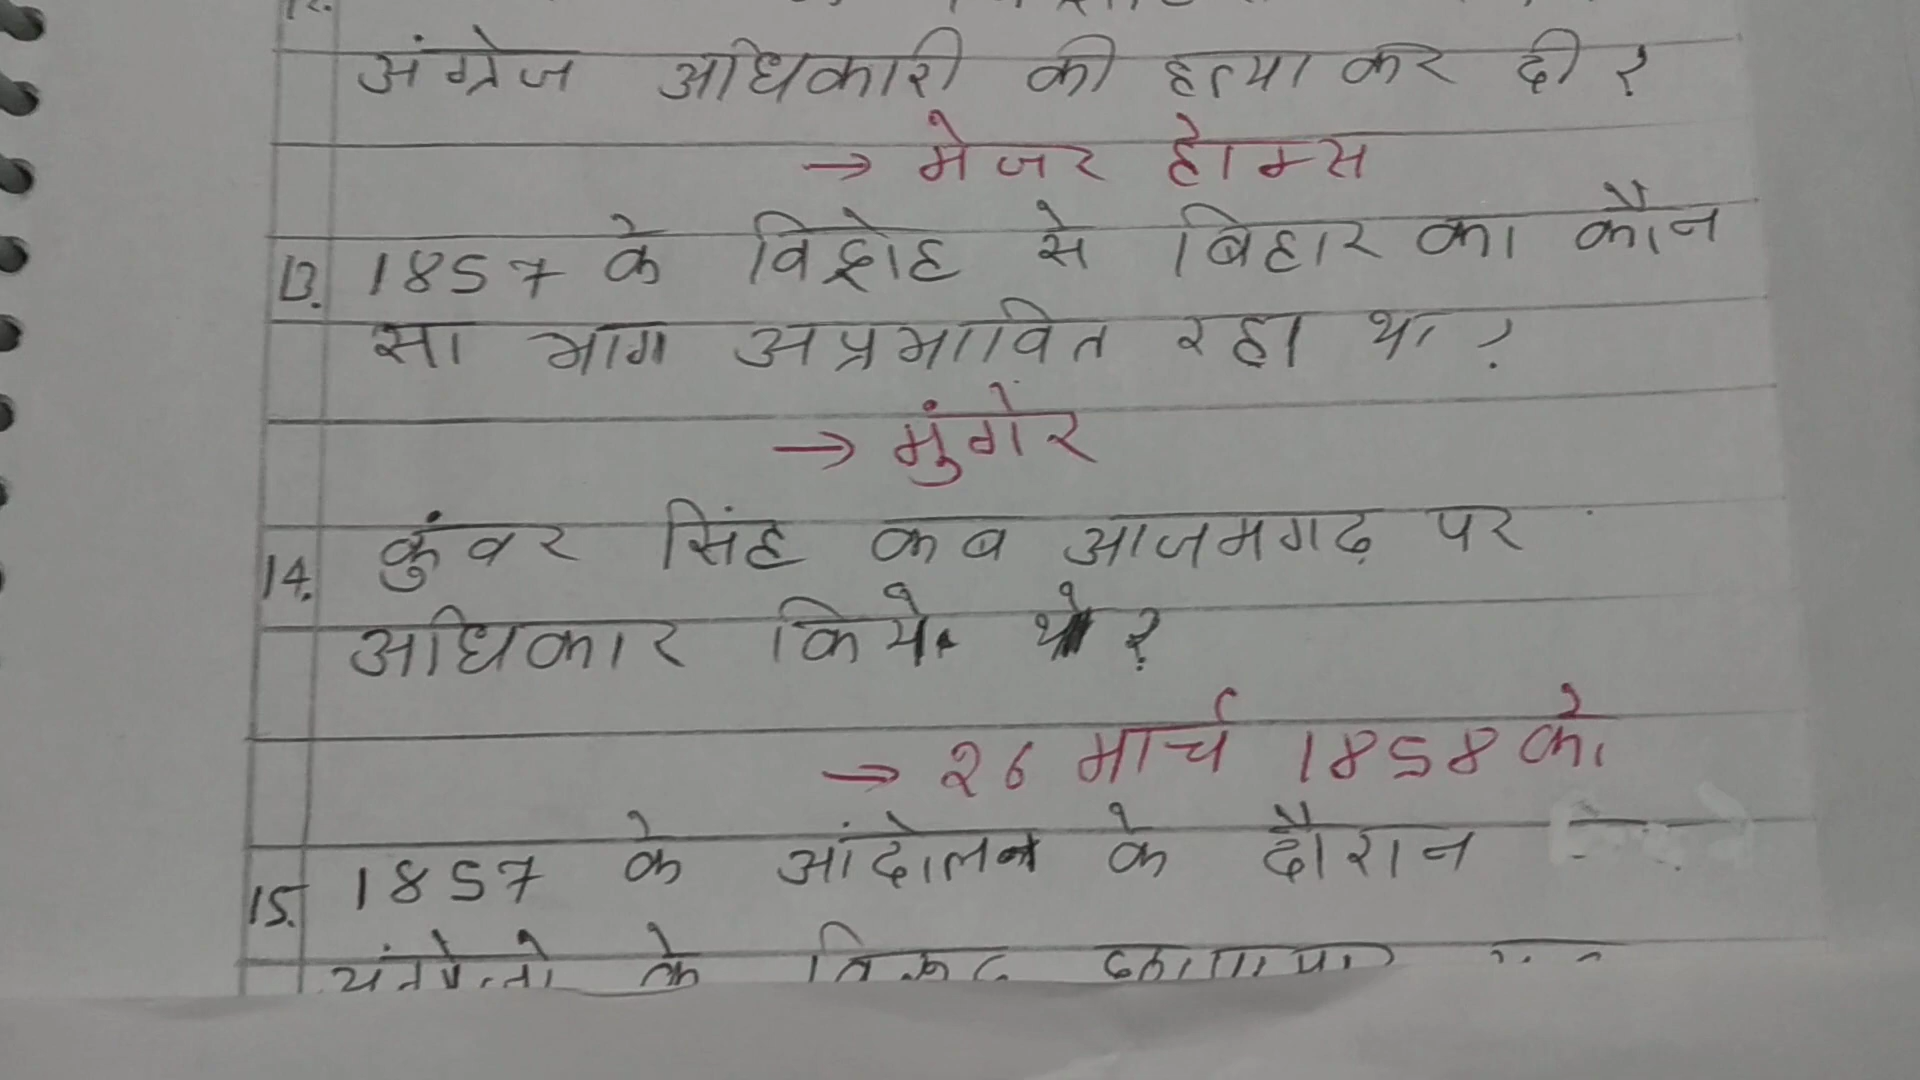 12.
अंग्रेज अधिकारी की हत्या कर दी?
→ मेजर होम्स
13. 1857 के विद्रोह से बिहार का कौन
सा भाग अप्रभावित रहा था?
→ मुंगेर
14. कुंवर सिंह कब आजमगढ़ पर
अधिकार किये थे?
→ 26 मार्च 1858 को
15. 1857 के आंदोलन के दौरान
के